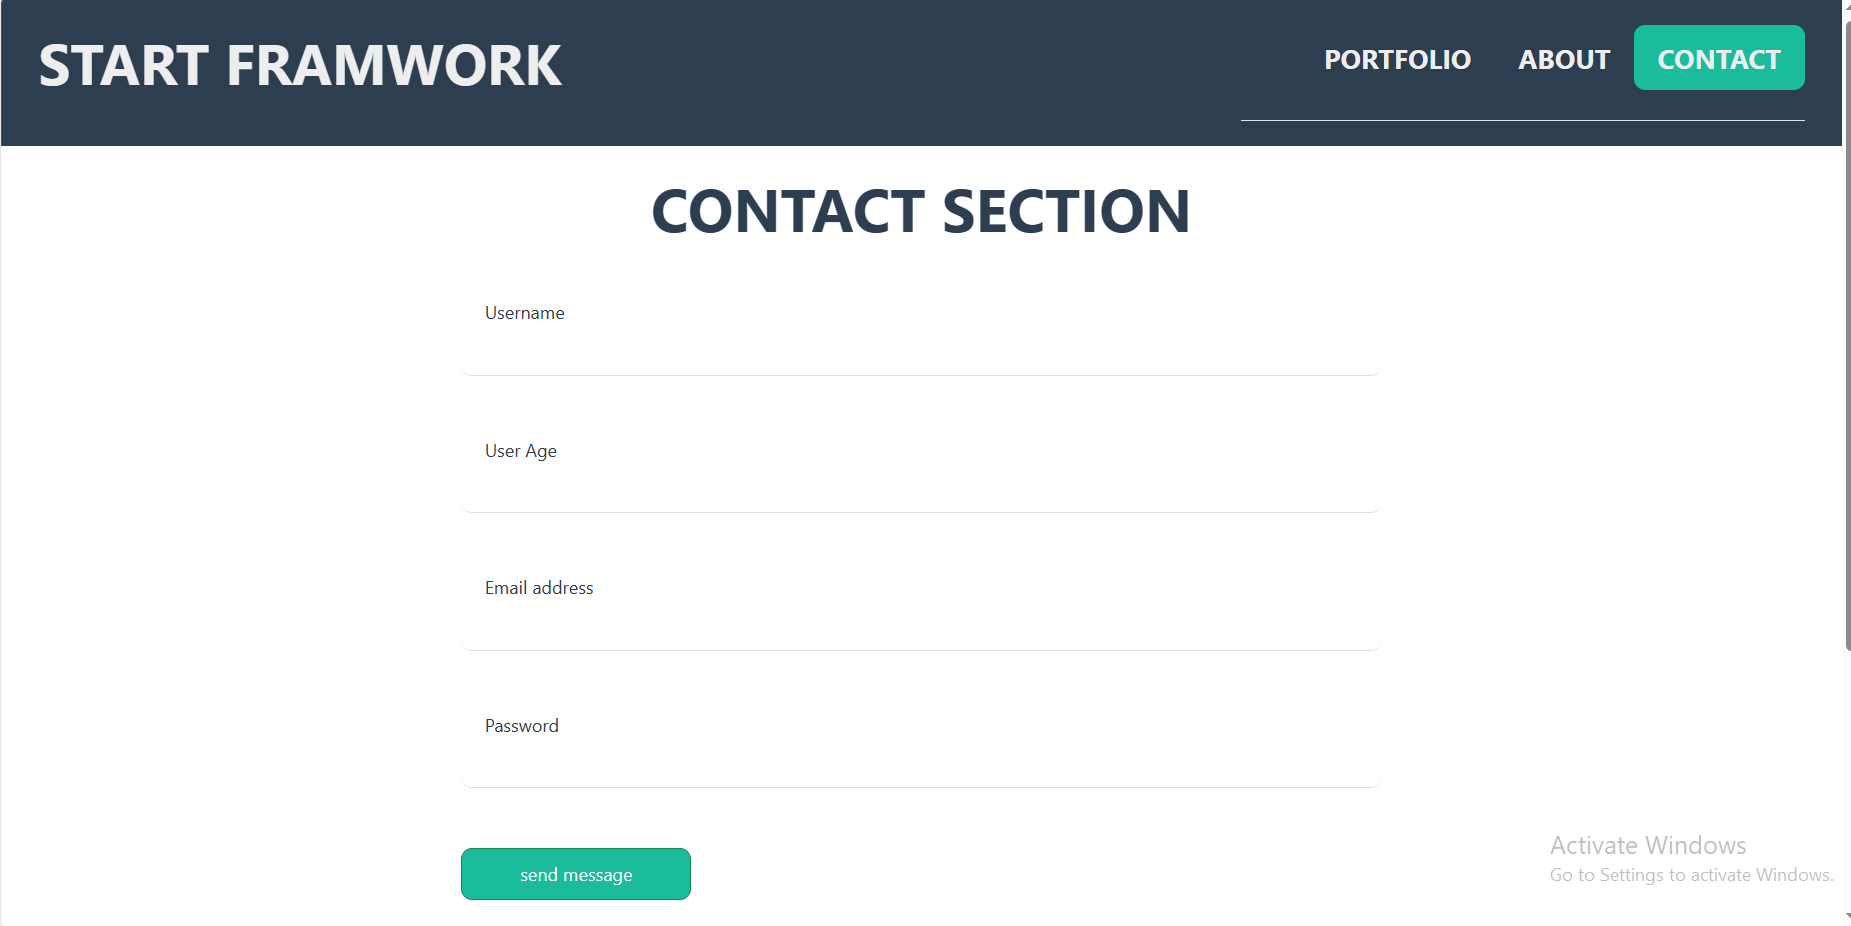 START FRAMWORK
PORTFOLIO ABOUT CONTACT
CONTACT SECTION
Username
User Age
Email address
Password
send message
Activate Windows
Go to Settings to activate Windows.